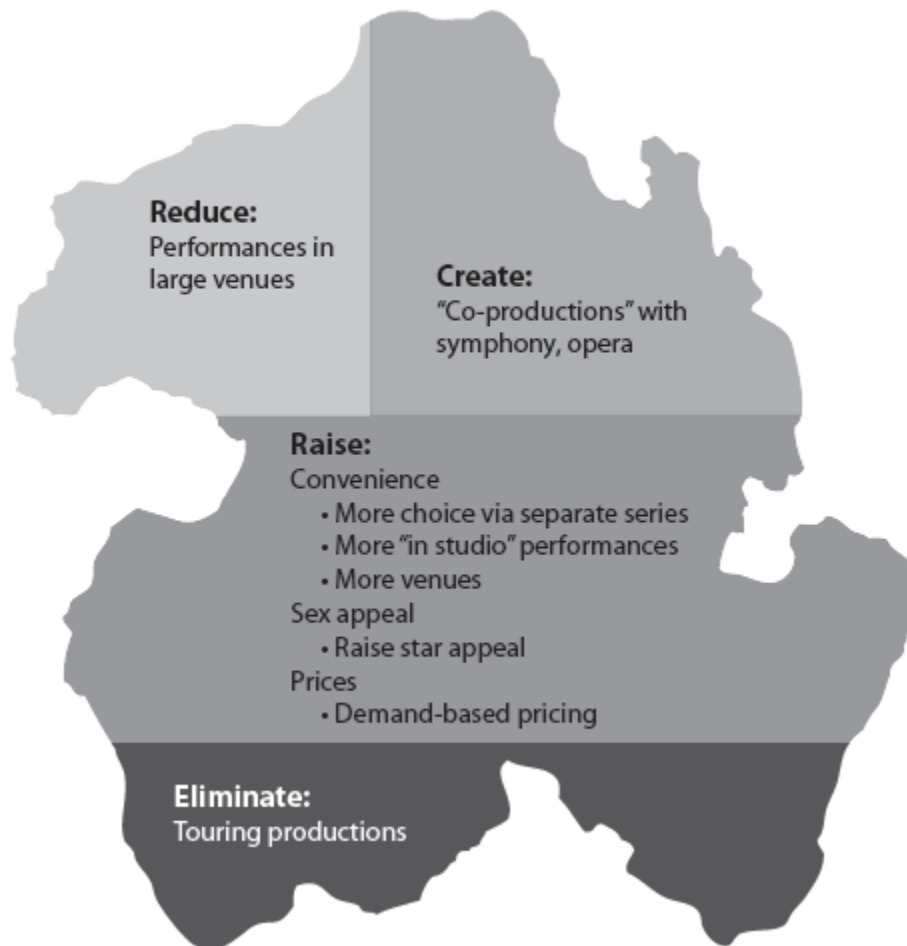 Reduce:
Performances in
large venues
Create:
“Co-productions” with
symphony, opera
Raise:
Convenience
• More choice via separate series
• More “in studio” performances
• More venues
Sex appeal
• Raise star appeal
Prices
• Demand-based pricing
Eliminate:
Touring productions